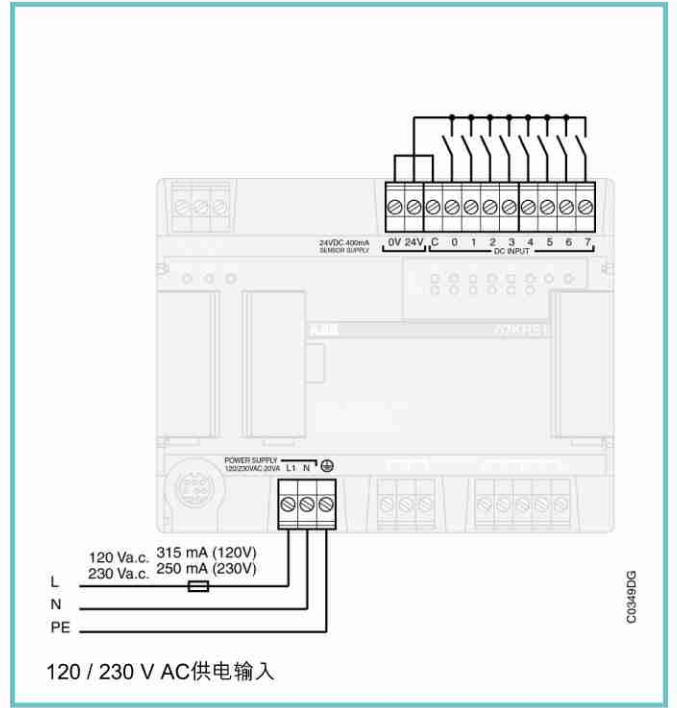 24VDC-400mA 0V 24V C 0 1 2 3 4 5 6 7
SENSOR SUPPLY DC INPUT
ABB
POWER SUPPLY
120/230VAC-20VA L1 N
120 Va.c. 315 mA (120V)
230 Va.c. 250 mA (230V)
L
N
PE
C0349DG
120 / 230 V AC供电输入